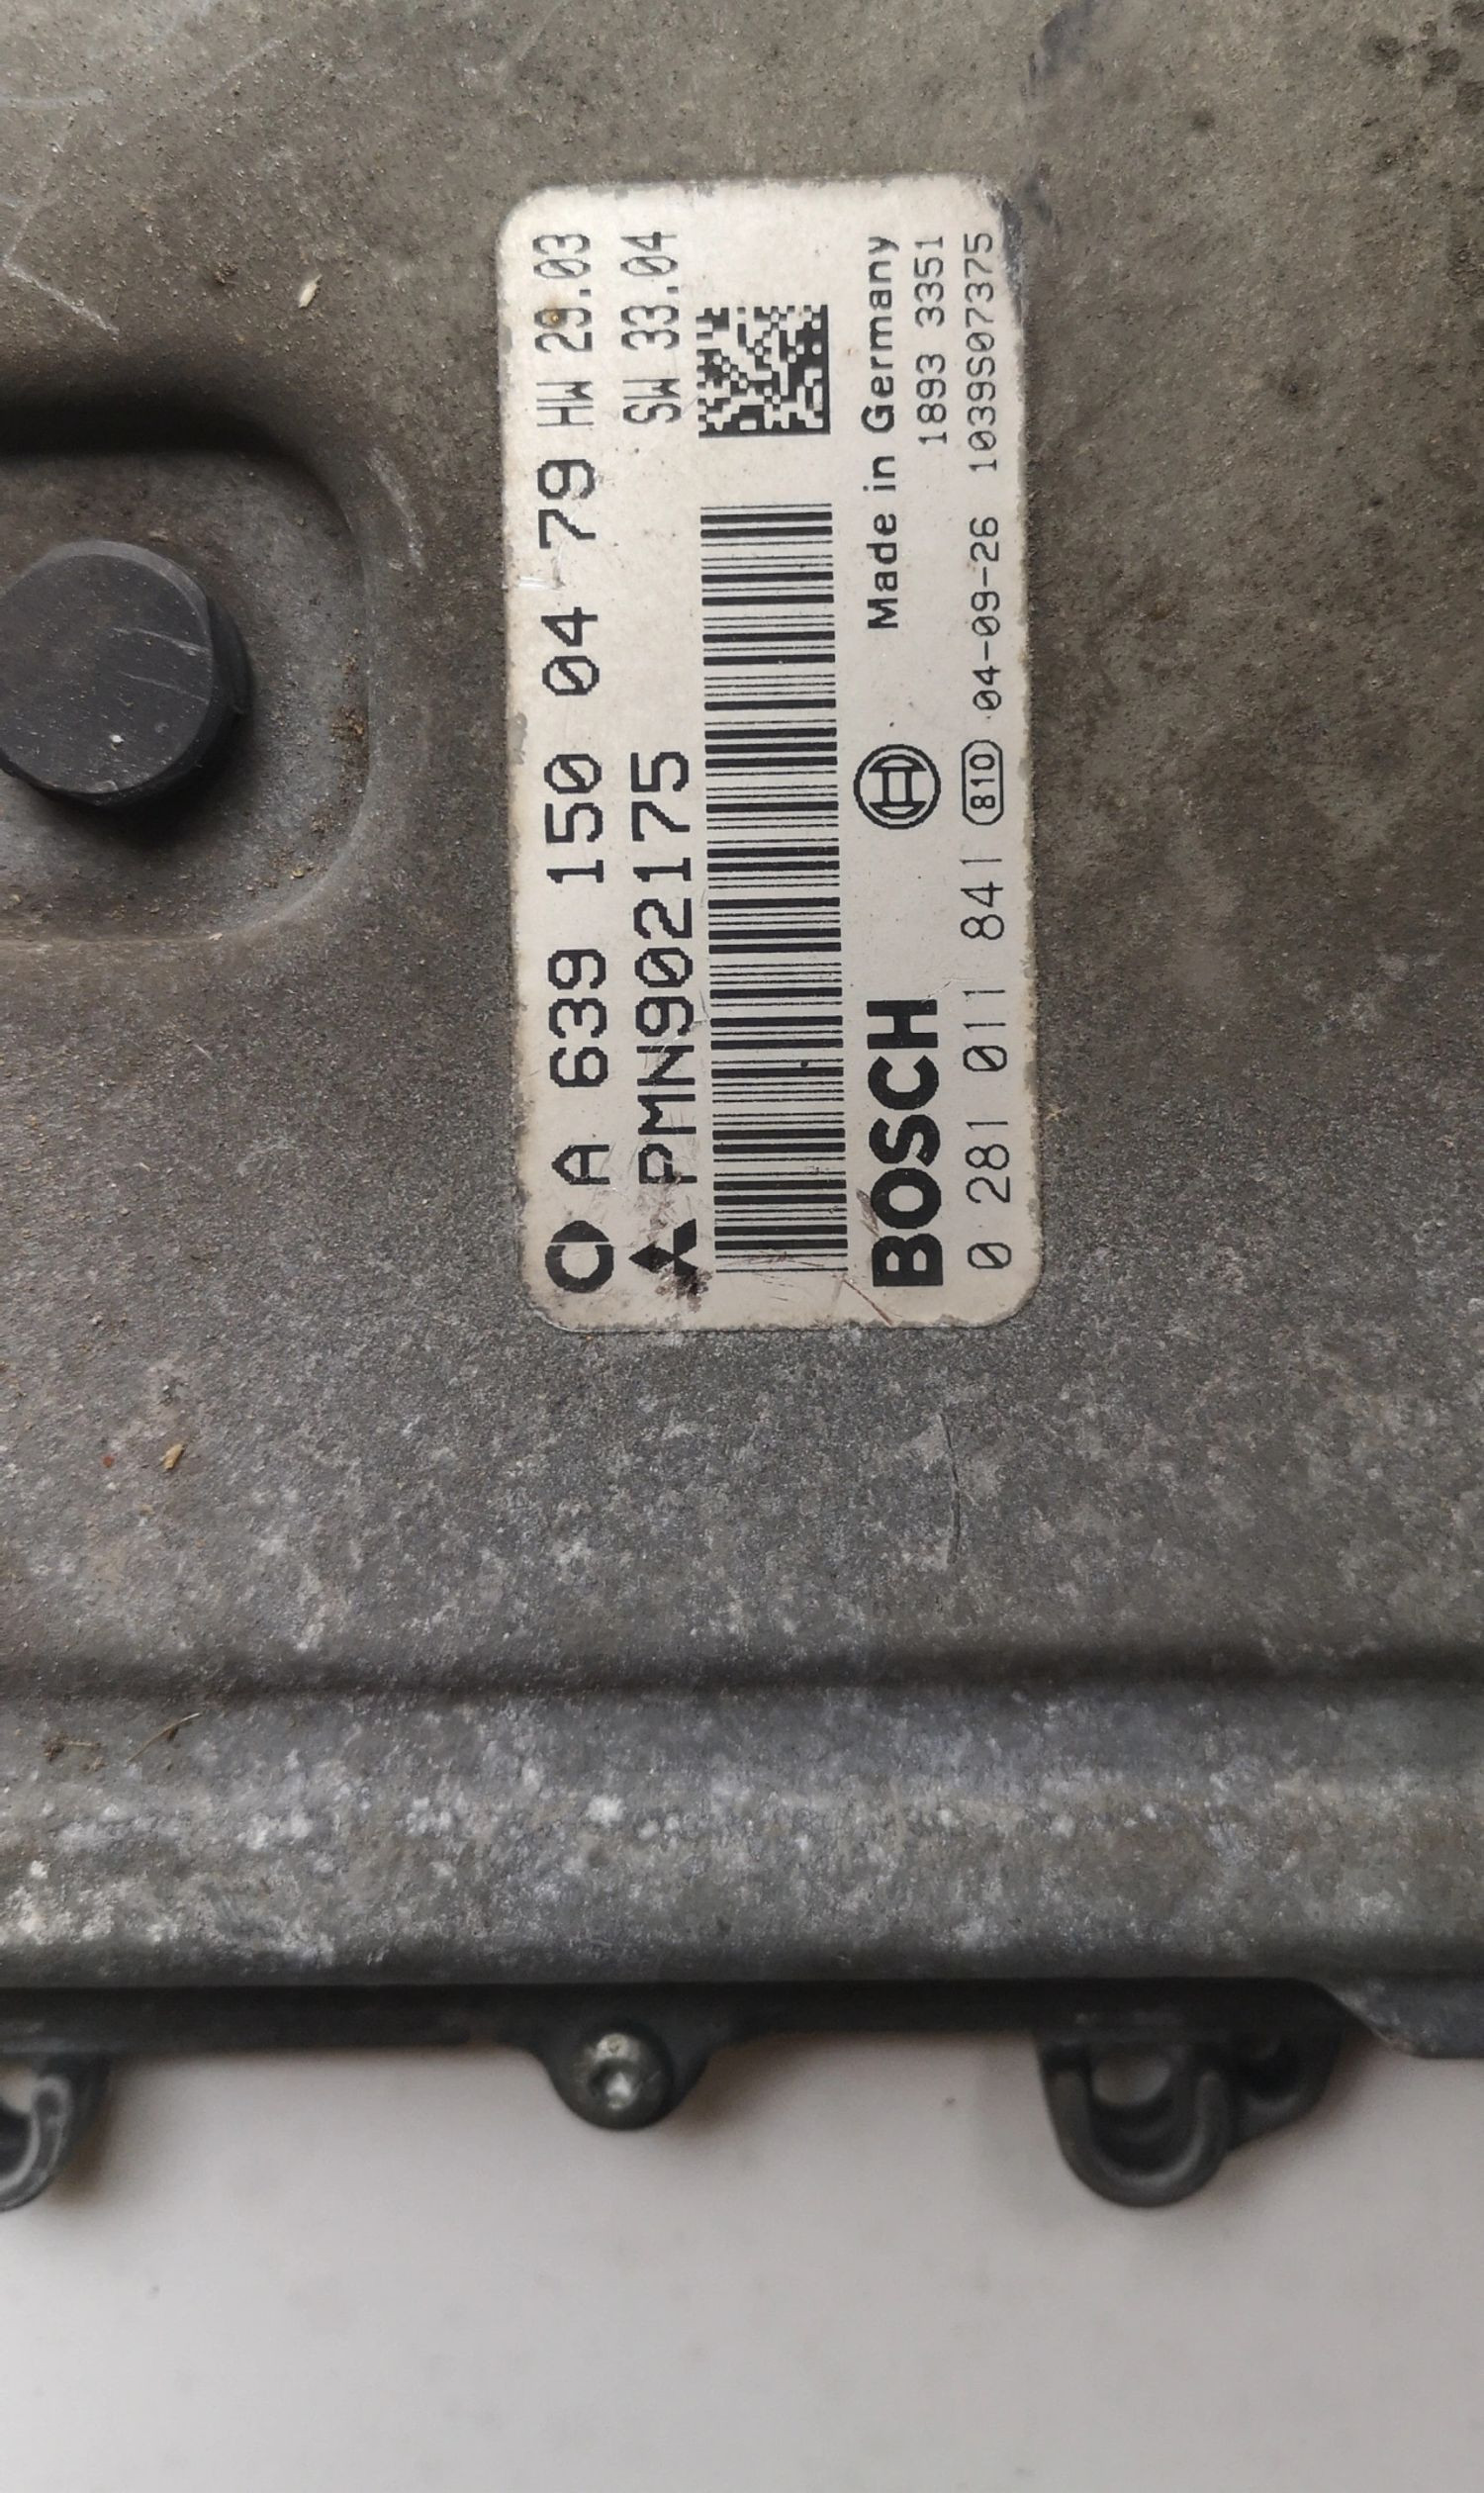 A 639 150 04 79 HW 29.03
PMN902175 SW 33.04
BOSCH Made in Germany
1893 3351
0 281 011 841 810 04-09-26 1039S07375